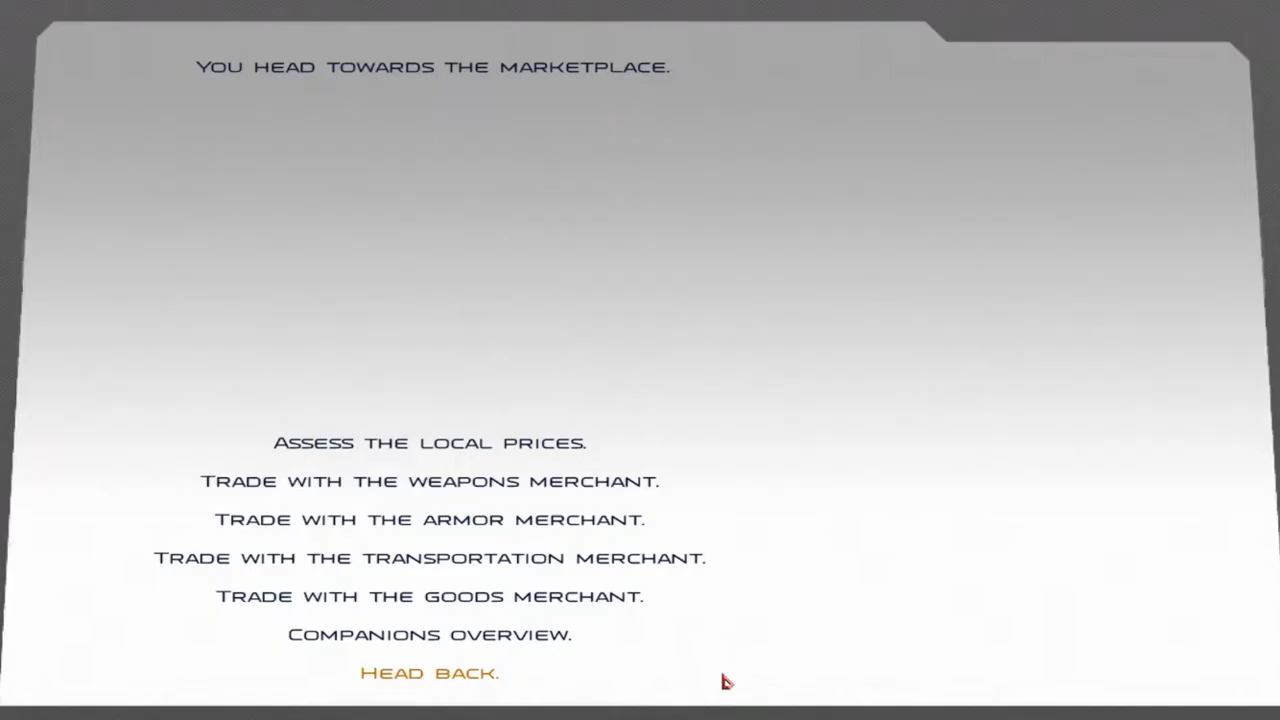 You head towards the marketplace.
Assess the local prices.
Trade with the weapons merchant.
Trade with the armor merchant.
Trade with the transportation merchant.
Trade with the goods merchant.
Companions overview.
Head back.